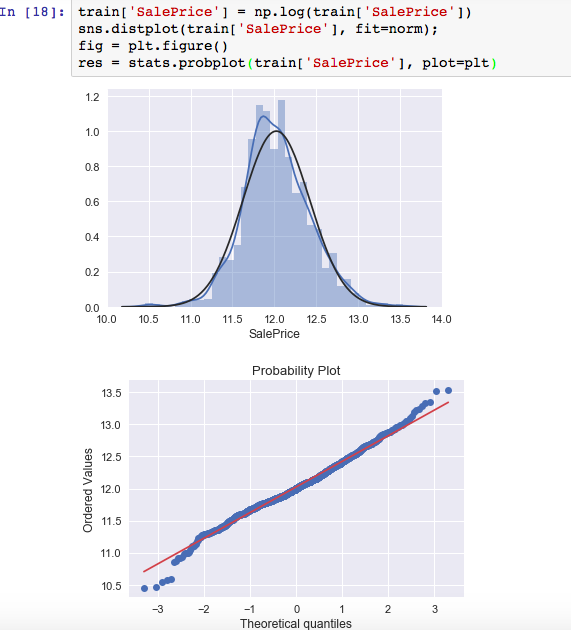 In [18]: train['SalePrice'] = np.log(train['SalePrice'])
sns.distplot(train['SalePrice'], fit=norm);
fig = plt.figure()
res = stats.probplot(train['SalePrice'], plot=plt)
1.2
1.0
0.8
0.6
0.4
0.2
0.0
10.0 10.5 11.0 11.5 12.0 12.5 13.0 13.5 14.0
SalePrice
Probability Plot
13.5
13.0
12.5
12.0
11.5
11.0
10.5
Ordered Values
−3 −2 −1 0 1 2 3
Theoretical quantiles